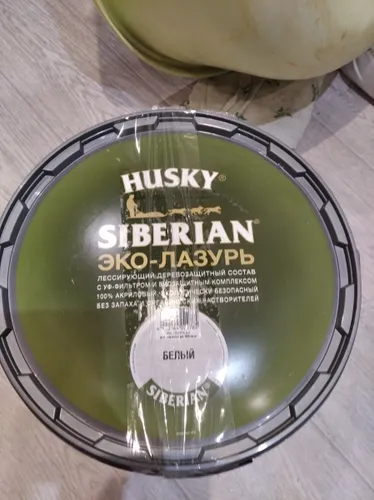 HUSKY®
SIBERIAN®
ЭКО-ЛАЗУРЬ
ЛЕССИРУЮЩИЙ ДЕРЕВОЗАЩИТНЫЙ СОСТАВ
С УФ-ФИЛЬТРОМ И БИОЗАЩИТНЫМ КОМПЛЕКСОМ
100% АКРИЛОВЫЙ ЭКОЛОГИЧЕСКИ БЕЗОПАСНЫЙ
БЕЗ ЗАПАХА И РАСТВОРИТЕЛЕЙ
БЕЛЫЙ
SIBERIAN®